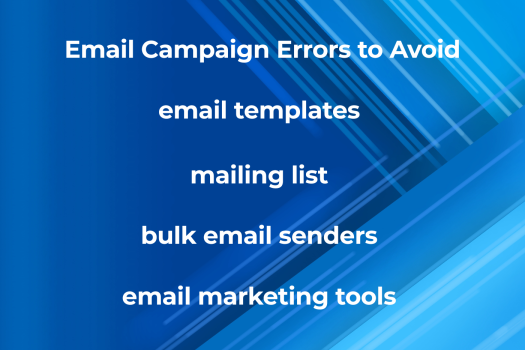 Email Campaign Errors to Avoid
email templates
mailing list
bulk email senders
email marketing tools